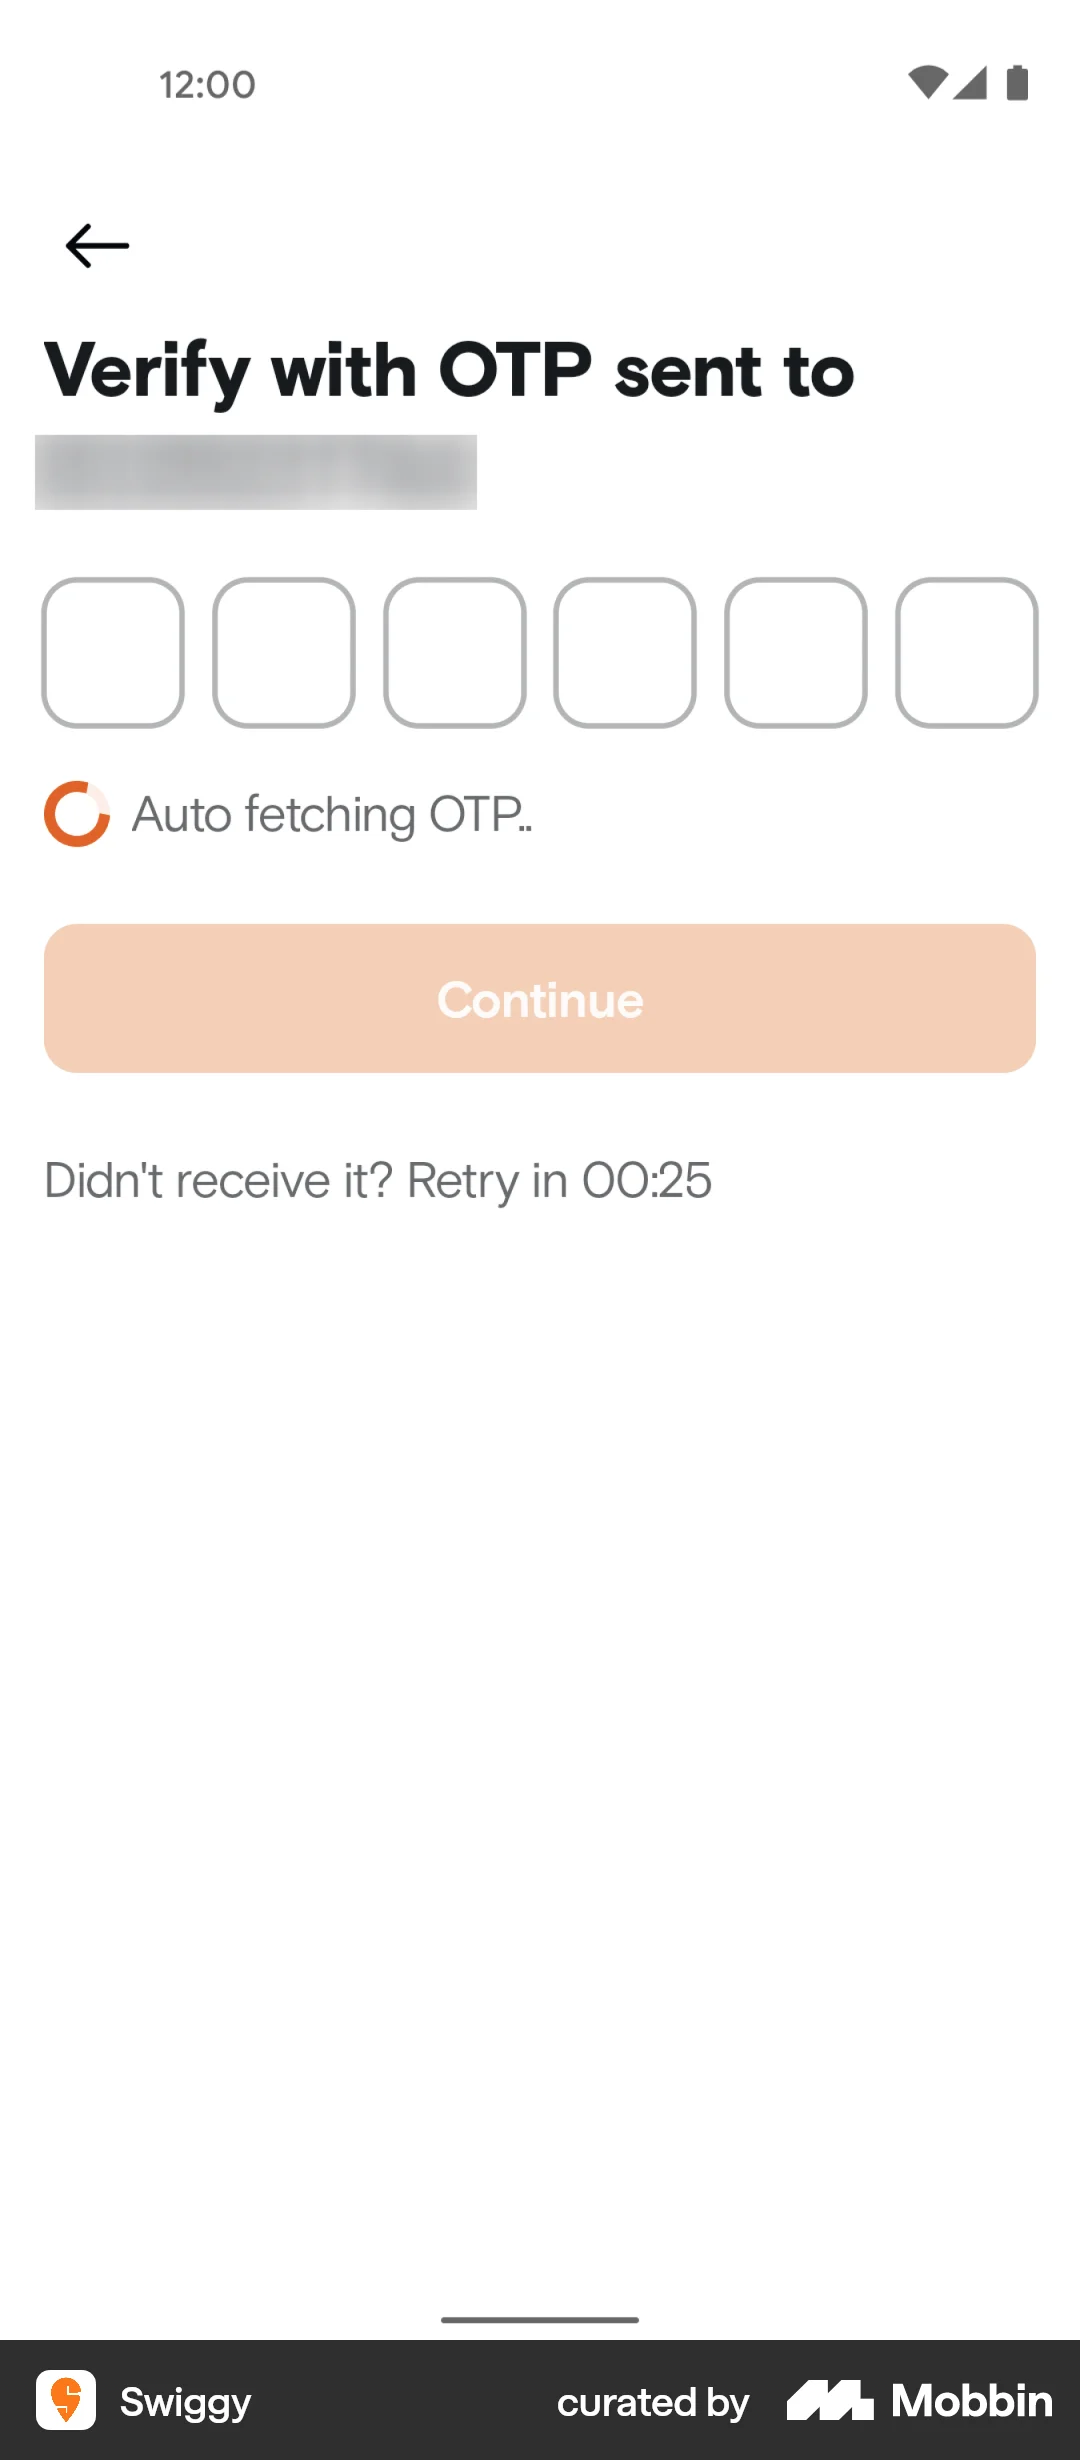 12:00
Verify with OTP sent to
Auto fetching OTP..
Continue
Didn't receive it? Retry in 00:25
Swiggy
curated by Mobbin